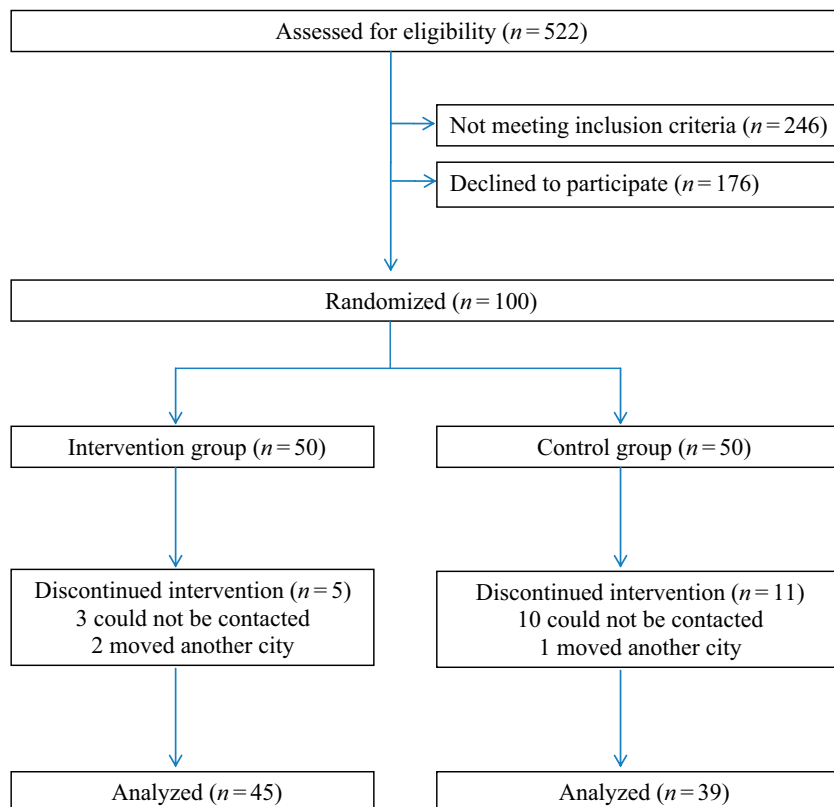 Assessed for eligibility (n = 522)
Not meeting inclusion criteria (n = 246)
Declined to participate (n = 176)
Randomized (n = 100)
Intervention group (n = 50)
Control group (n = 50)
Discontinued intervention (n = 5)
3 could not be contacted
2 moved another city
Discontinued intervention (n = 11)
10 could not be contacted
1 moved another city
Analyzed (n = 45)
Analyzed (n = 39)